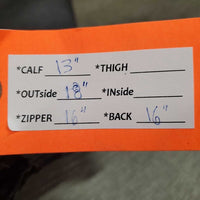 *CALF 13" *THIGH
*OUTside 18" *INside
*ZIPPER 16" *BACK 16"